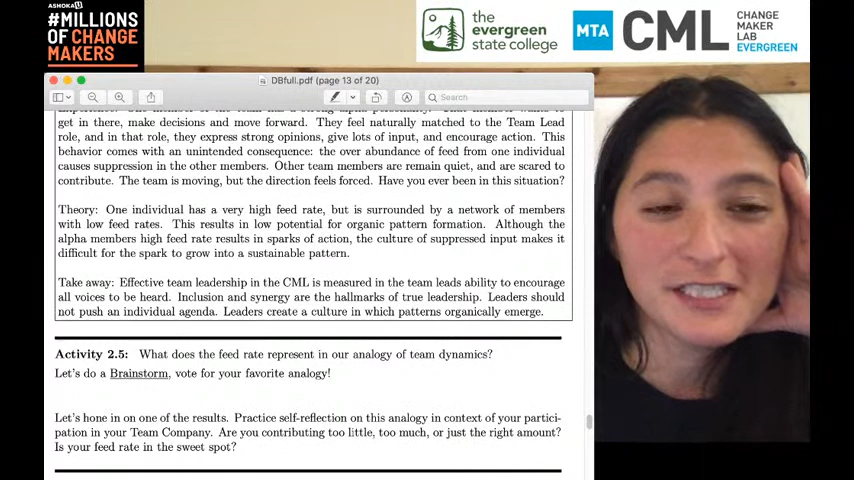 ASHOKA U
#MILLIONS
OF CHANGE
MAKERS
the
evergreen
state college
MTA
CML
CHANGE
MAKER
LAB
EVERGREEN
DBfull.pdf (page 13 of 20)
Search
get in there, make decisions and move forward. They feel naturally matched to the Team Lead
role, and in that role, they express strong opinions, give lots of input, and encourage action. This
behavior comes with an unintended consequence: the over abundance of feed from one individual
causes suppression in the other members. Other team members are remain quiet, and are scared to
contribute. The team is moving, but the direction feels forced. Have you ever been in this situation?
Theory: One individual has a very high feed rate, but is surrounded by a network of members
with low feed rates. This results in low potential for organic pattern formation. Although the
alpha members high feed rate results in sparks of action, the culture of suppressed input makes it
difficult for the spark to grow into a sustainable pattern.
Take away: Effective team leadership in the CML is measured in the team leads ability to encourage
all voices to be heard. Inclusion and synergy are the hallmarks of true leadership. Leaders should
not push an individual agenda. Leaders create a culture in which patterns organically emerge.
Activity 2.5: What does the feed rate represent in our analogy of team dynamics?
Let's do a Brainstorm, vote for your favorite analogy!
Let's hone in on one of the results. Practice self-reflection on this analogy in context of your partici-
pation in your Team Company. Are you contributing too little, too much, or just the right amount?
Is your feed rate in the sweet spot?